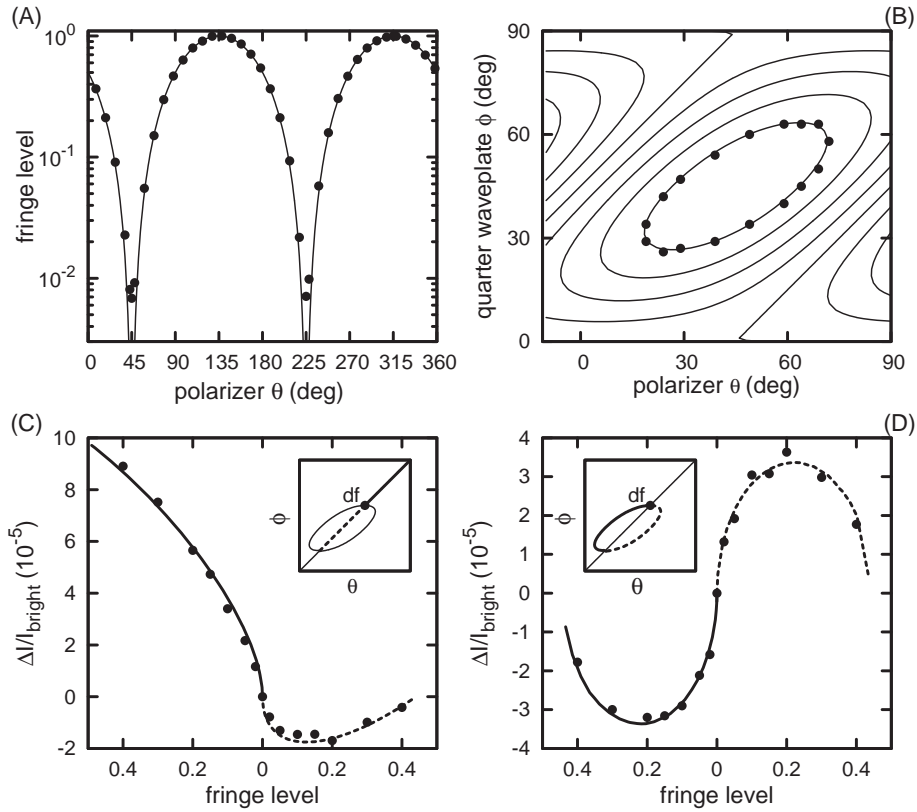 (A)
10⁰
10⁻¹
10⁻²
fringe level
0 45 90 135 180 225 270 315 360
polarizer θ (deg)
(B)
90
60
30
0
quarter waveplate ϕ (deg)
0 30 60 90
polarizer θ (deg)
(C)
10
8
6
4
2
0
-2
ΔI/I_bright (10⁻⁵)
0.4 0.2 0 0.2 0.4
fringe level
df
ϕ
θ
(D)
4
3
2
1
0
-1
-2
-3
-4
ΔI/I_bright (10⁻⁵)
0.4 0.2 0 0.2 0.4
fringe level
df
ϕ
θ